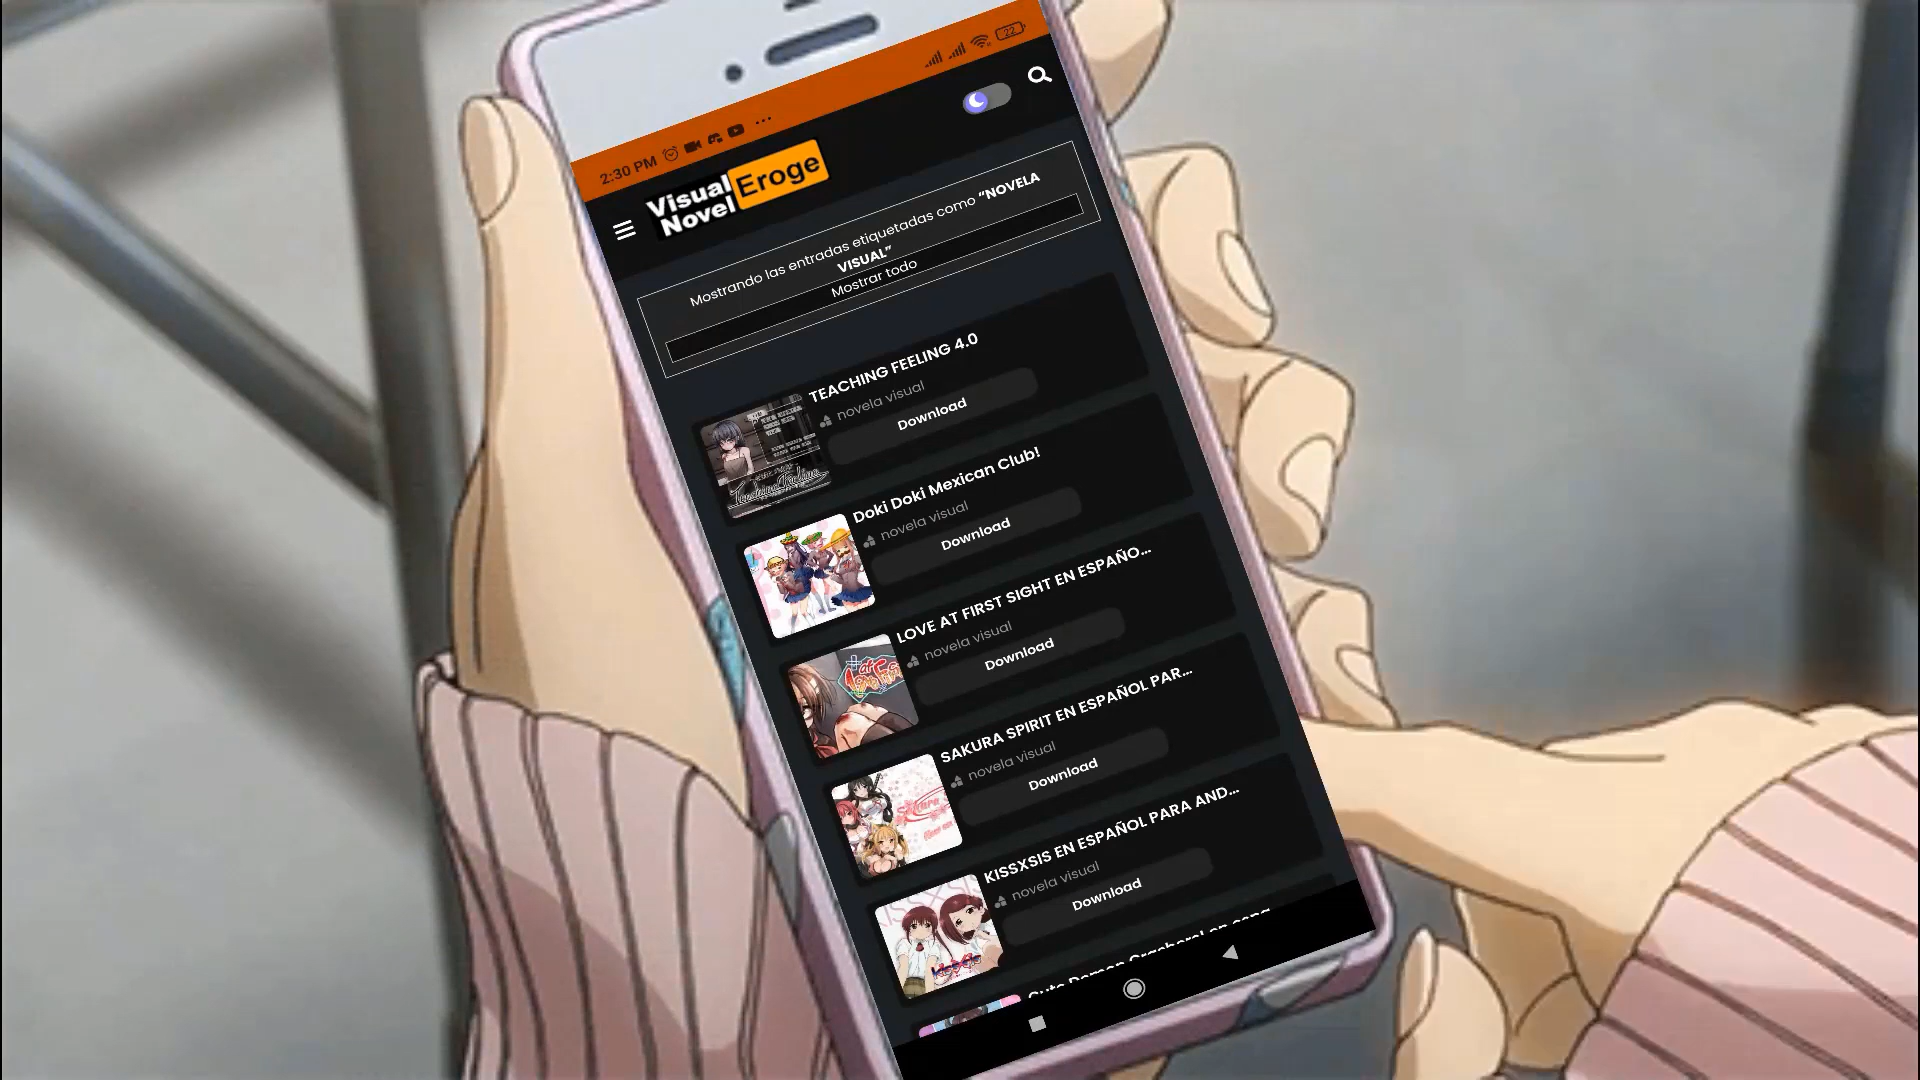 2:30 PM
22
Visual
Novel
Eroge
Mostrando las entradas etiquetadas como “NOVELA
VISUAL”
Mostrar todo
TEACHING FEELING 4.0
novela visual
Download
Doki Doki Mexican Club!
novela visual
Download
LOVE AT FIRST SIGHT EN ESPAÑO...
novela visual
Download
SAKURA SPIRIT EN ESPAÑOL PAR...
novela visual
Download
KISSXSIS EN ESPAÑOL PARA AND...
novela visual
Download